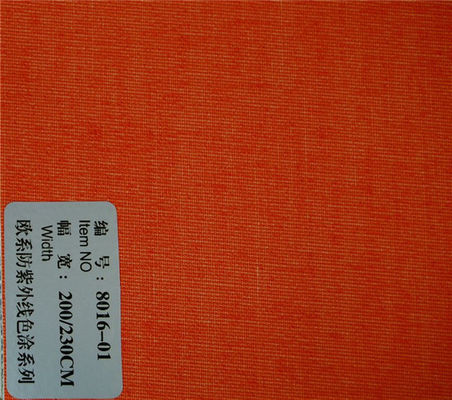 编 号：8016-01
Item NO
幅 宽：200/230CM
Width
欧系防紫外线色涂系列